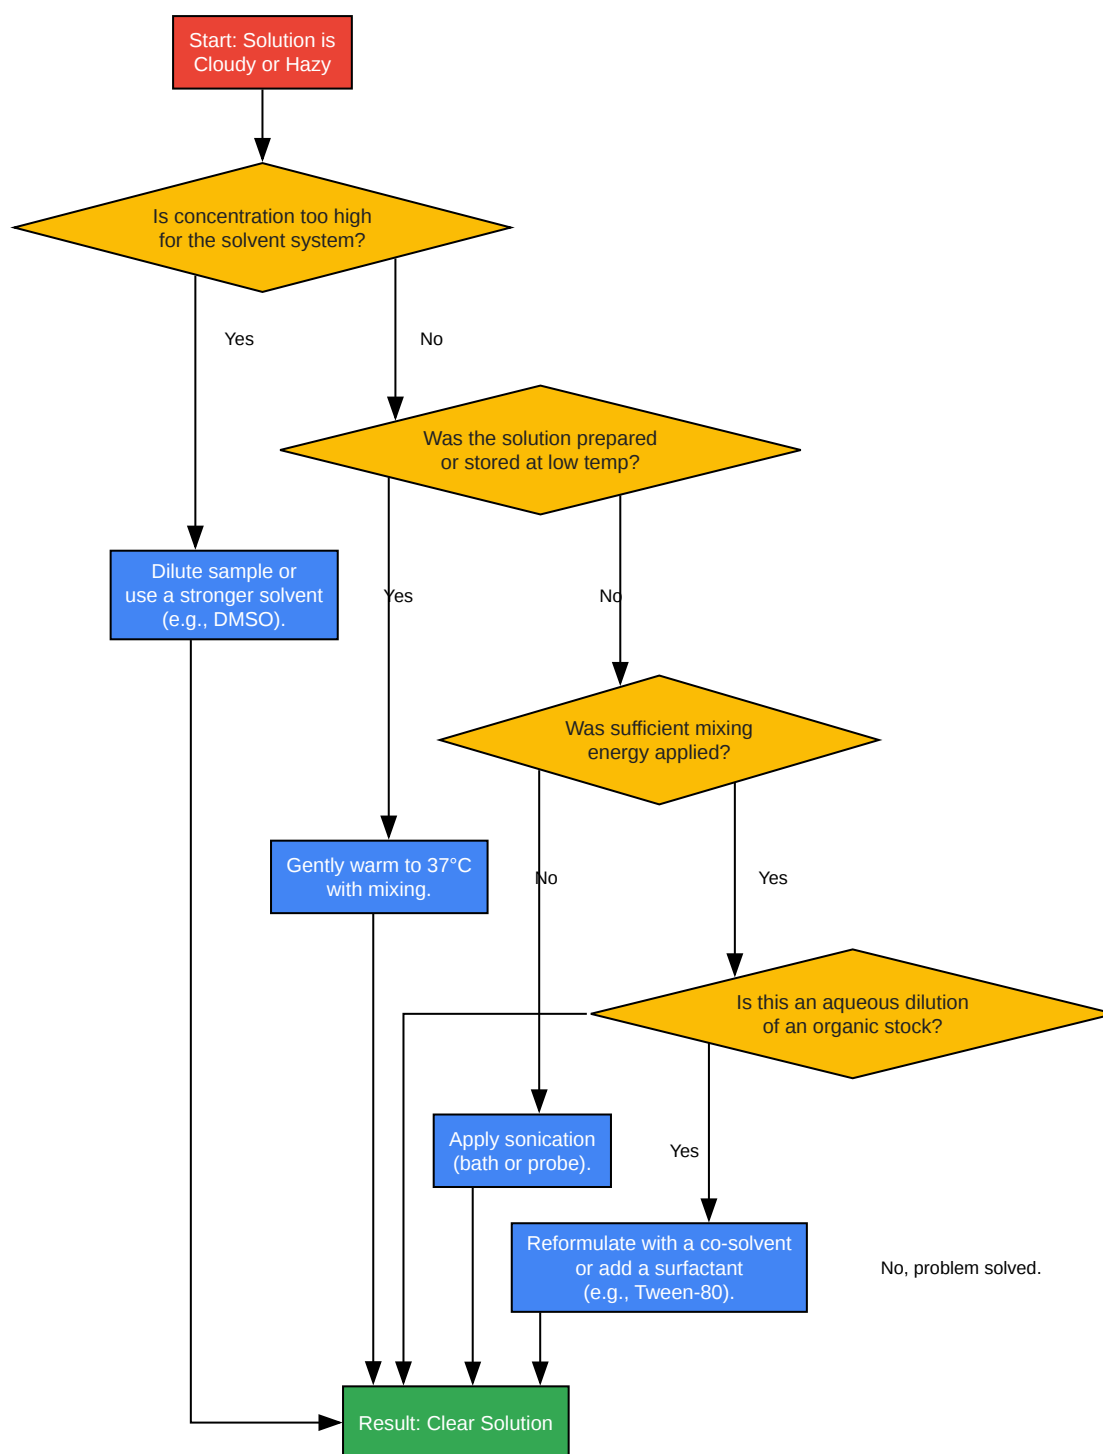 Start: Solution is
Cloudy or Hazy
Is concentration too high
for the solvent system?
Yes
No
Was the solution prepared
or stored at low temp?
Dilute sample or
use a stronger solvent
(e.g., DMSO).
Yes
No
Was sufficient mixing
energy applied?
Gently warm to 37°C
with mixing.
No
Yes
Is this an aqueous dilution
of an organic stock?
Apply sonication
(bath or probe).
Yes
Reformulate with a co-solvent
or add a surfactant
(e.g., Tween-80).
No, problem solved.
Result: Clear Solution